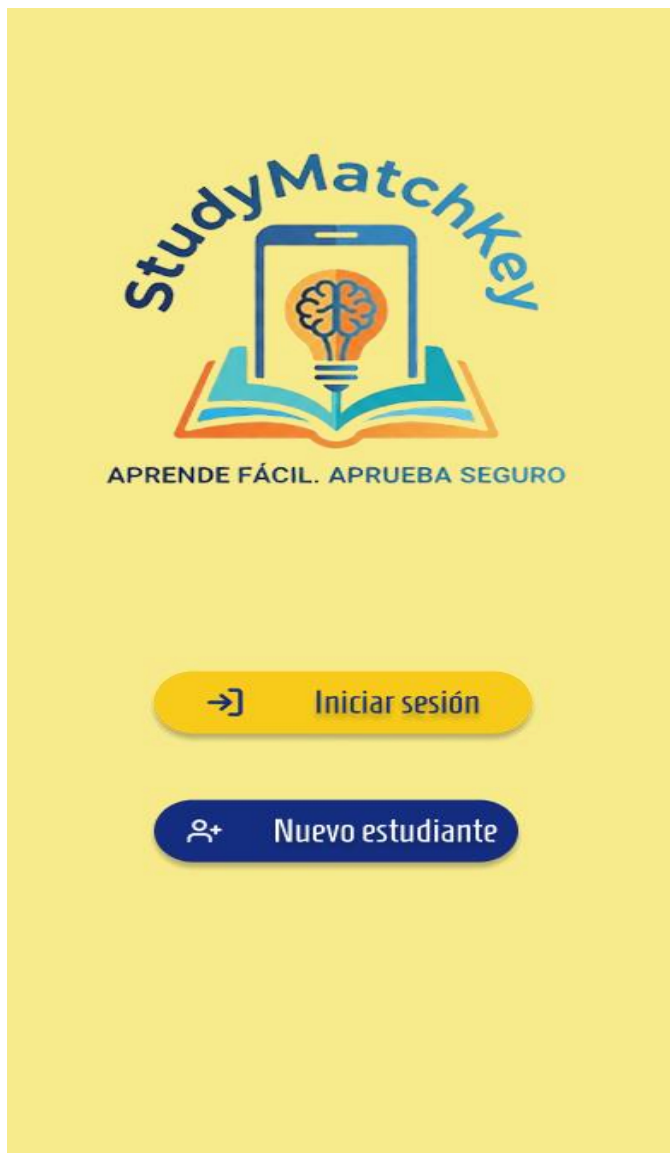 StudyMatchKey
APRENDE FÁCIL. APRUEBA SEGURO
Iniciar sesión
Nuevo estudiante